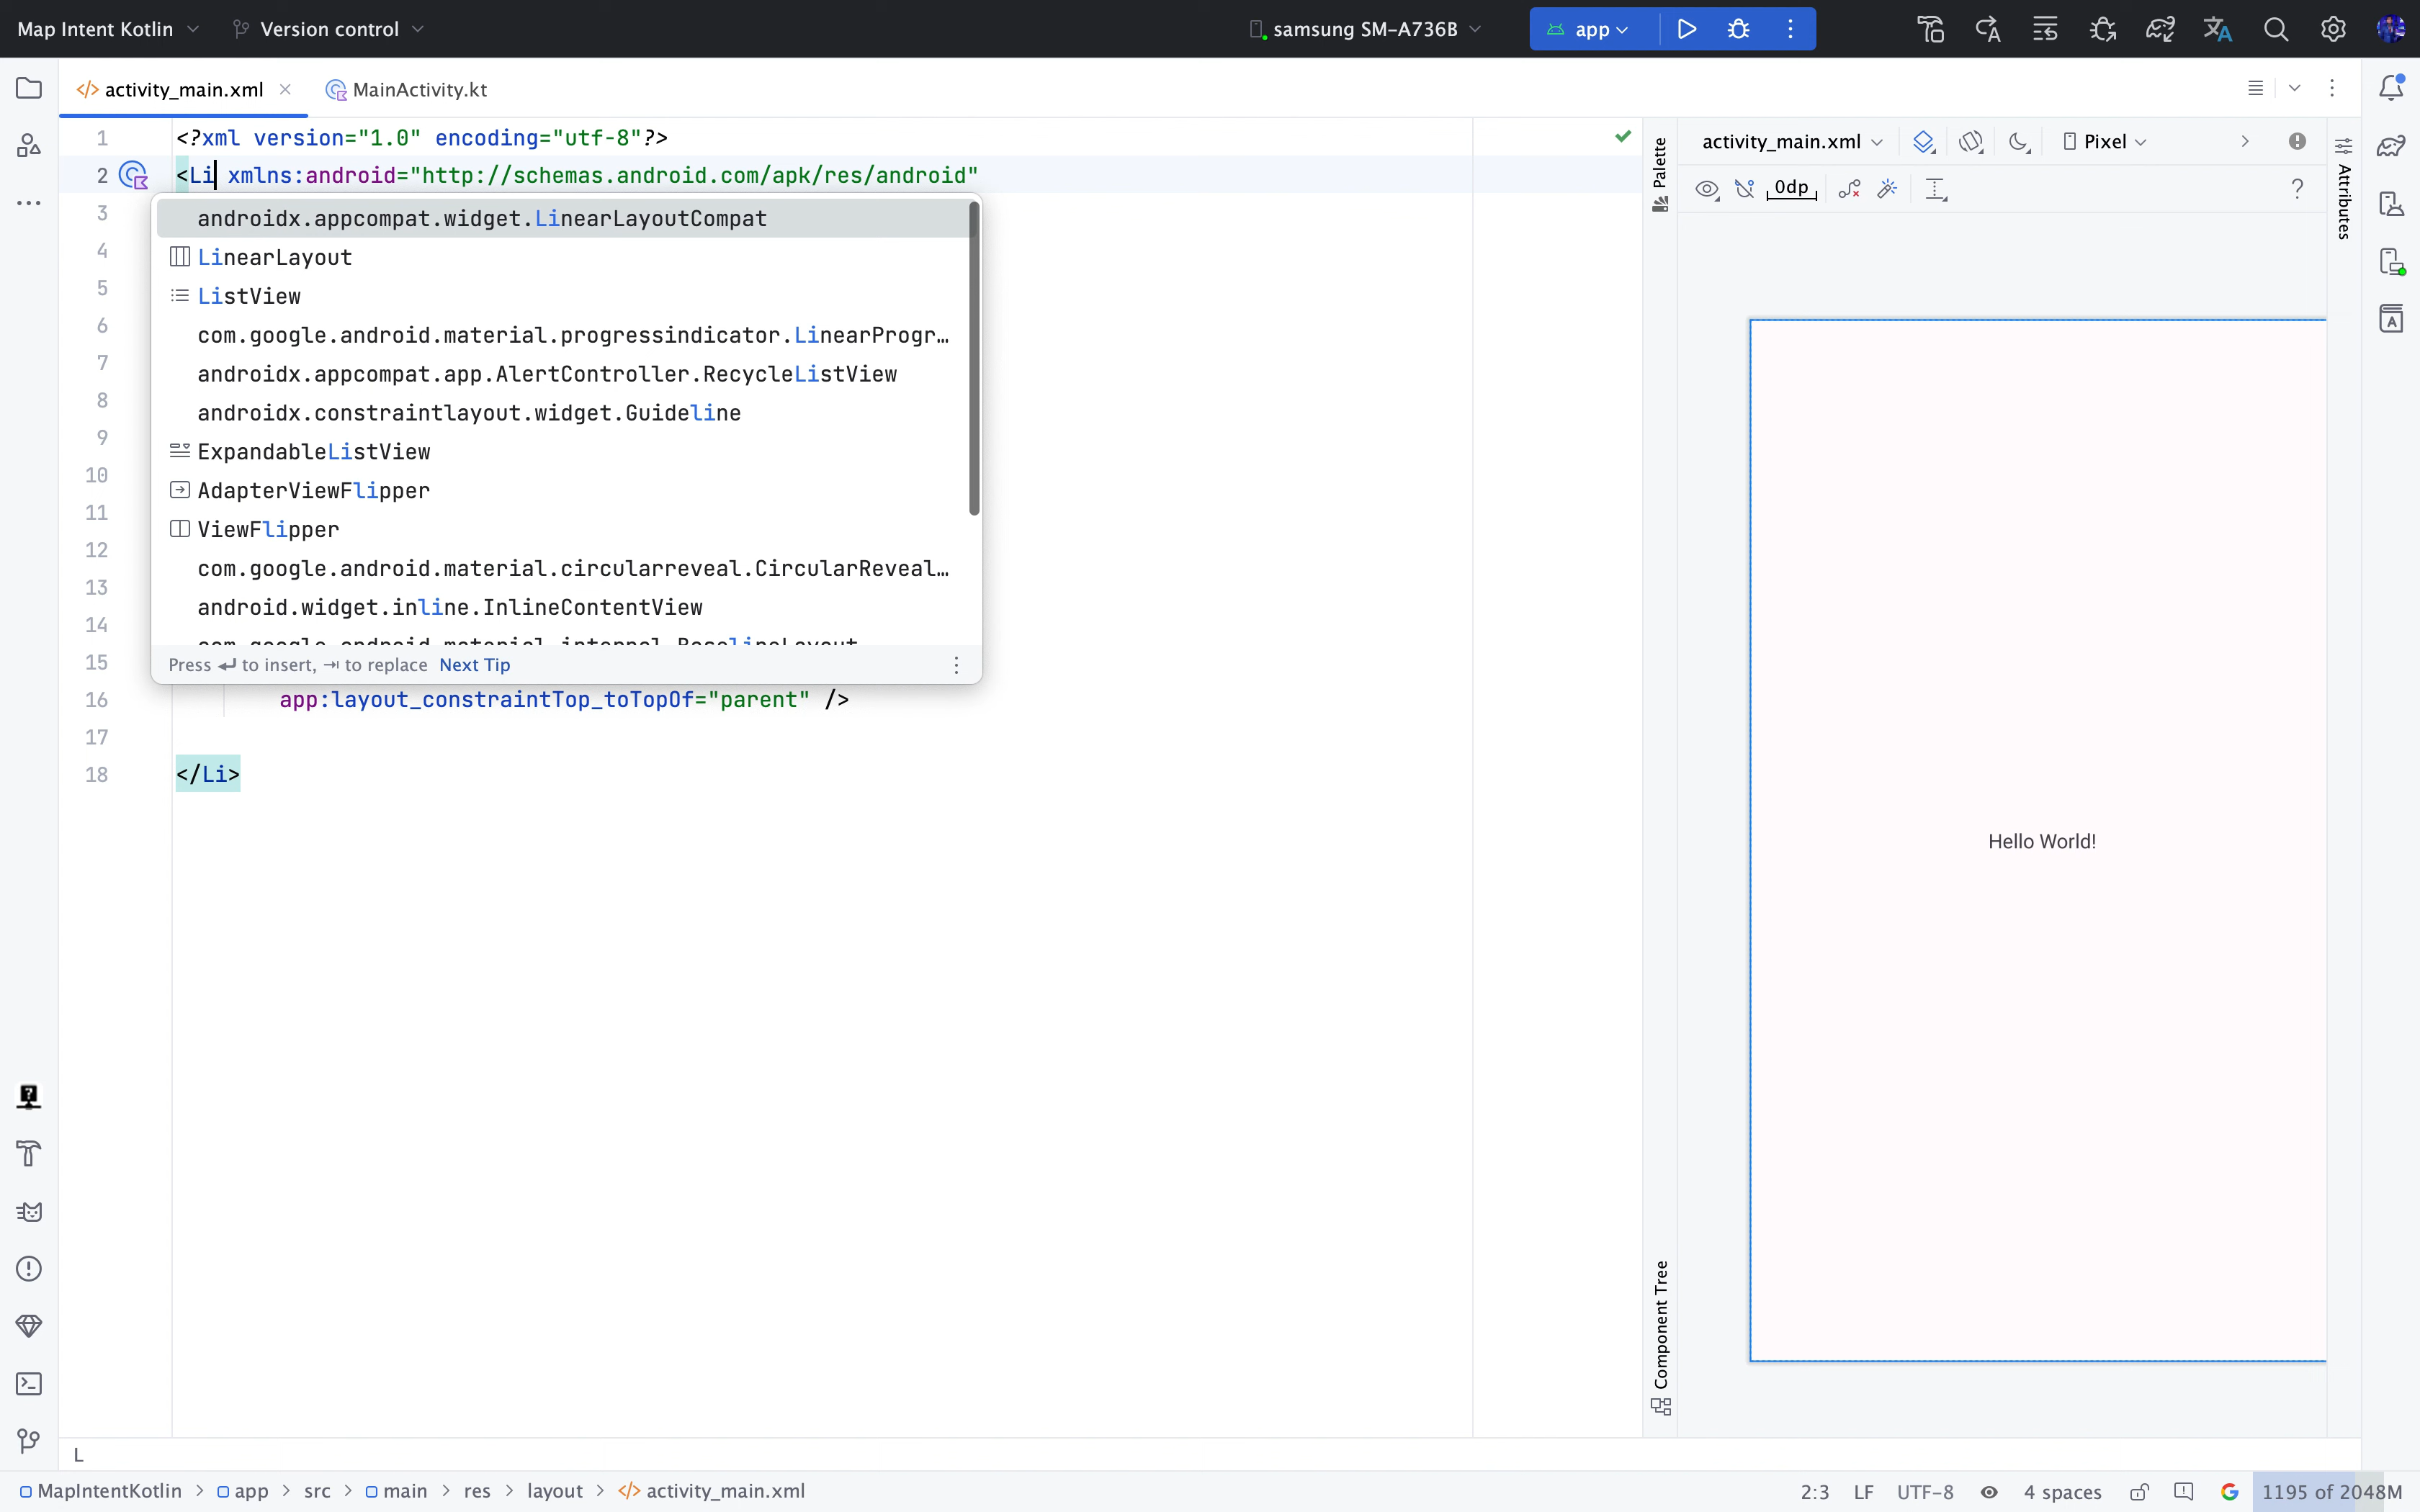 Map Intent Kotlin
Version control
samsung SM-A736B
app
activity_main.xml
MainActivity.kt
1 <?xml version="1.0" encoding="utf-8"?>
2 <Li xmlns:android="http://schemas.android.com/apk/res/android"
3
4
5
6
7
8
9
10
11
12
13
14
15
androidx.appcompat.widget.LinearLayoutCompat
LinearLayout
ListView
com.google.android.material.progressindicator.LinearProgr…
androidx.appcompat.app.AlertController.RecycleListView
androidx.constraintlayout.widget.Guideline
ExpandableListView
AdapterViewFlipper
ViewFlipper
com.google.android.material.circularreveal.CircularReveal…
android.widget.inline.InlineContentView
com.google.android.material.internal.BaselineLayout
Press ↵ to insert, ⇥ to replace Next Tip
16 app:layout_constraintTop_toTopOf="parent" />
17
18 </Li>
Palette
activity_main.xml
Pixel
0dp
?
Attributes
Hello World!
Component Tree
L
MapIntentKotlin > app > src > main > res > layout > activity_main.xml
2:3 LF UTF-8 4 spaces 1195 of 2048M